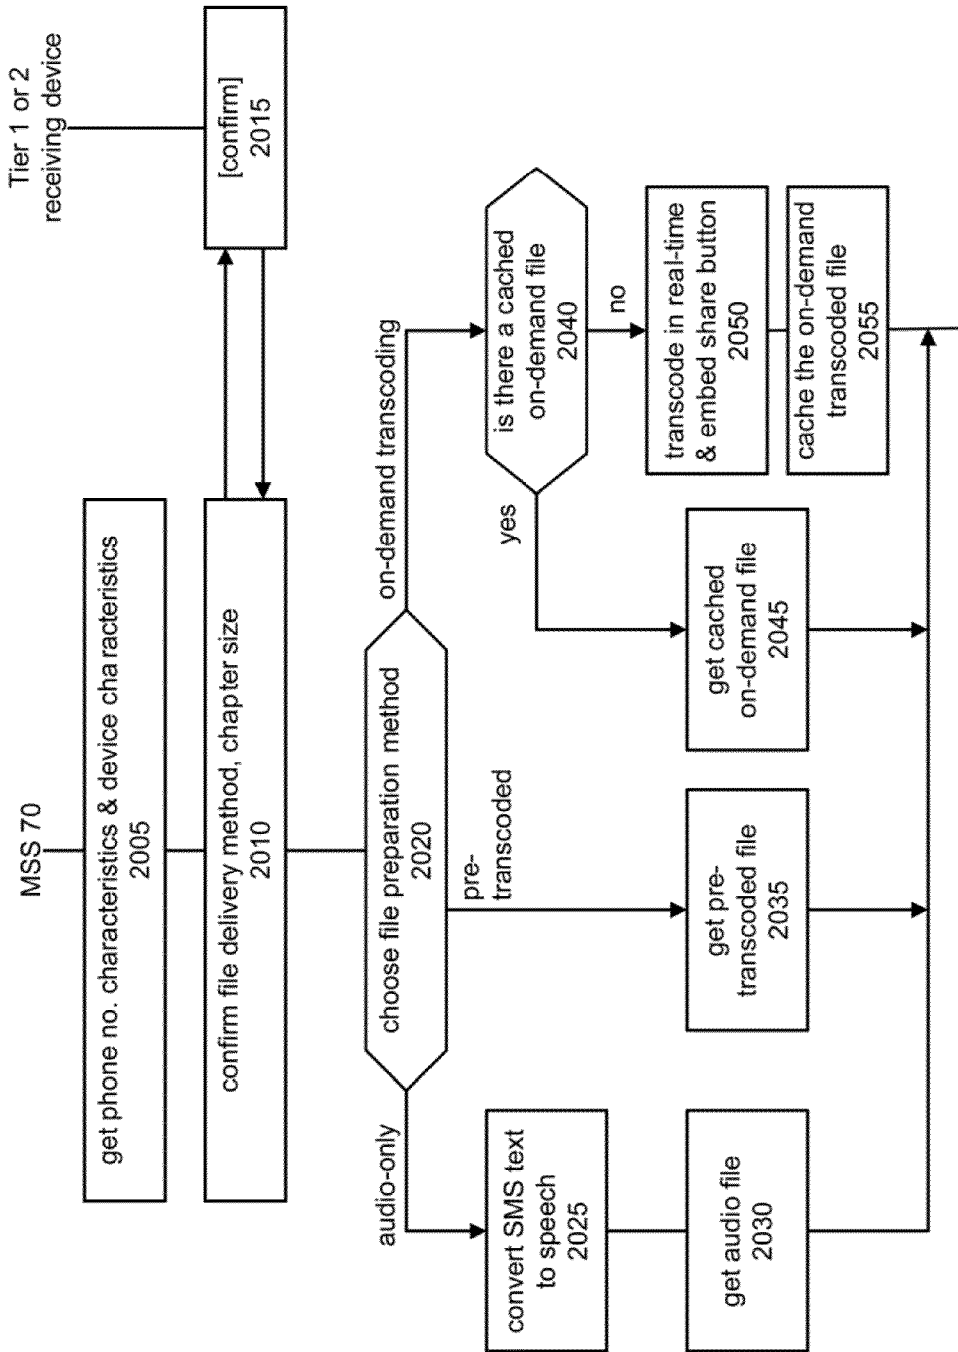 MSS 70
Tier 1 or 2
receiving device
get phone no. characteristics & device characteristics
2005
confirm file delivery method, chapter size
2010
[confirm]
2015
choose file preparation method
2020
audio-only
pre-
transcoded
on-demand transcoding
convert SMS text
to speech
2025
is there a cached
on-demand file
2040
yes
no
get audio file
2030
get pre-
transcoded file
2035
get cached
on-demand file
2045
transcode in real-time
& embed share button
2050
cache the on-demand
transcoded file
2055